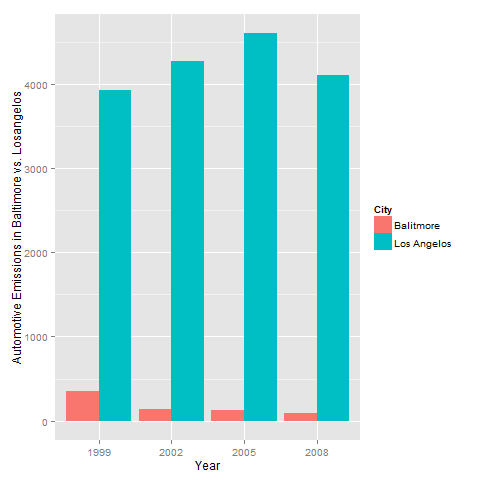 Automotive Emissions in Baltimore vs. Losangelos
4000
3000
2000
1000
0
1999
2002
2005
2008
Year
City
Balitmore
Los Angelos